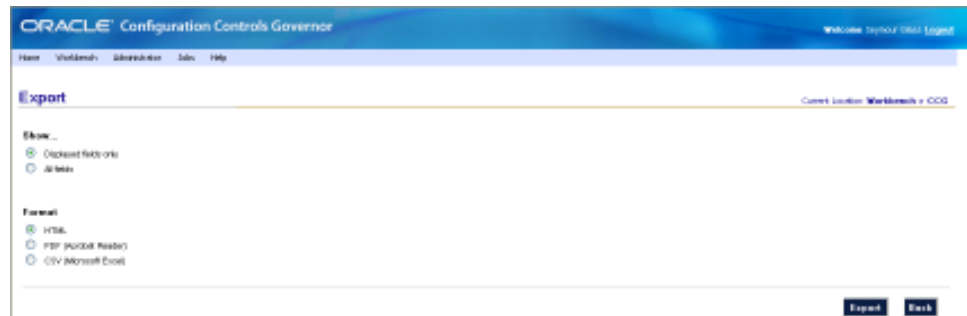 ORACLE Configuration Controls Governor
Welcome Seymour Glass Logout
Home Workbench Administrator Jobs Help
Export
Current Location Workbench > CCG
Show...
Displayed fields only
All fields
Format
HTML
PDF (Acrobat Reader)
CSV (Microsoft Excel)
Export Back